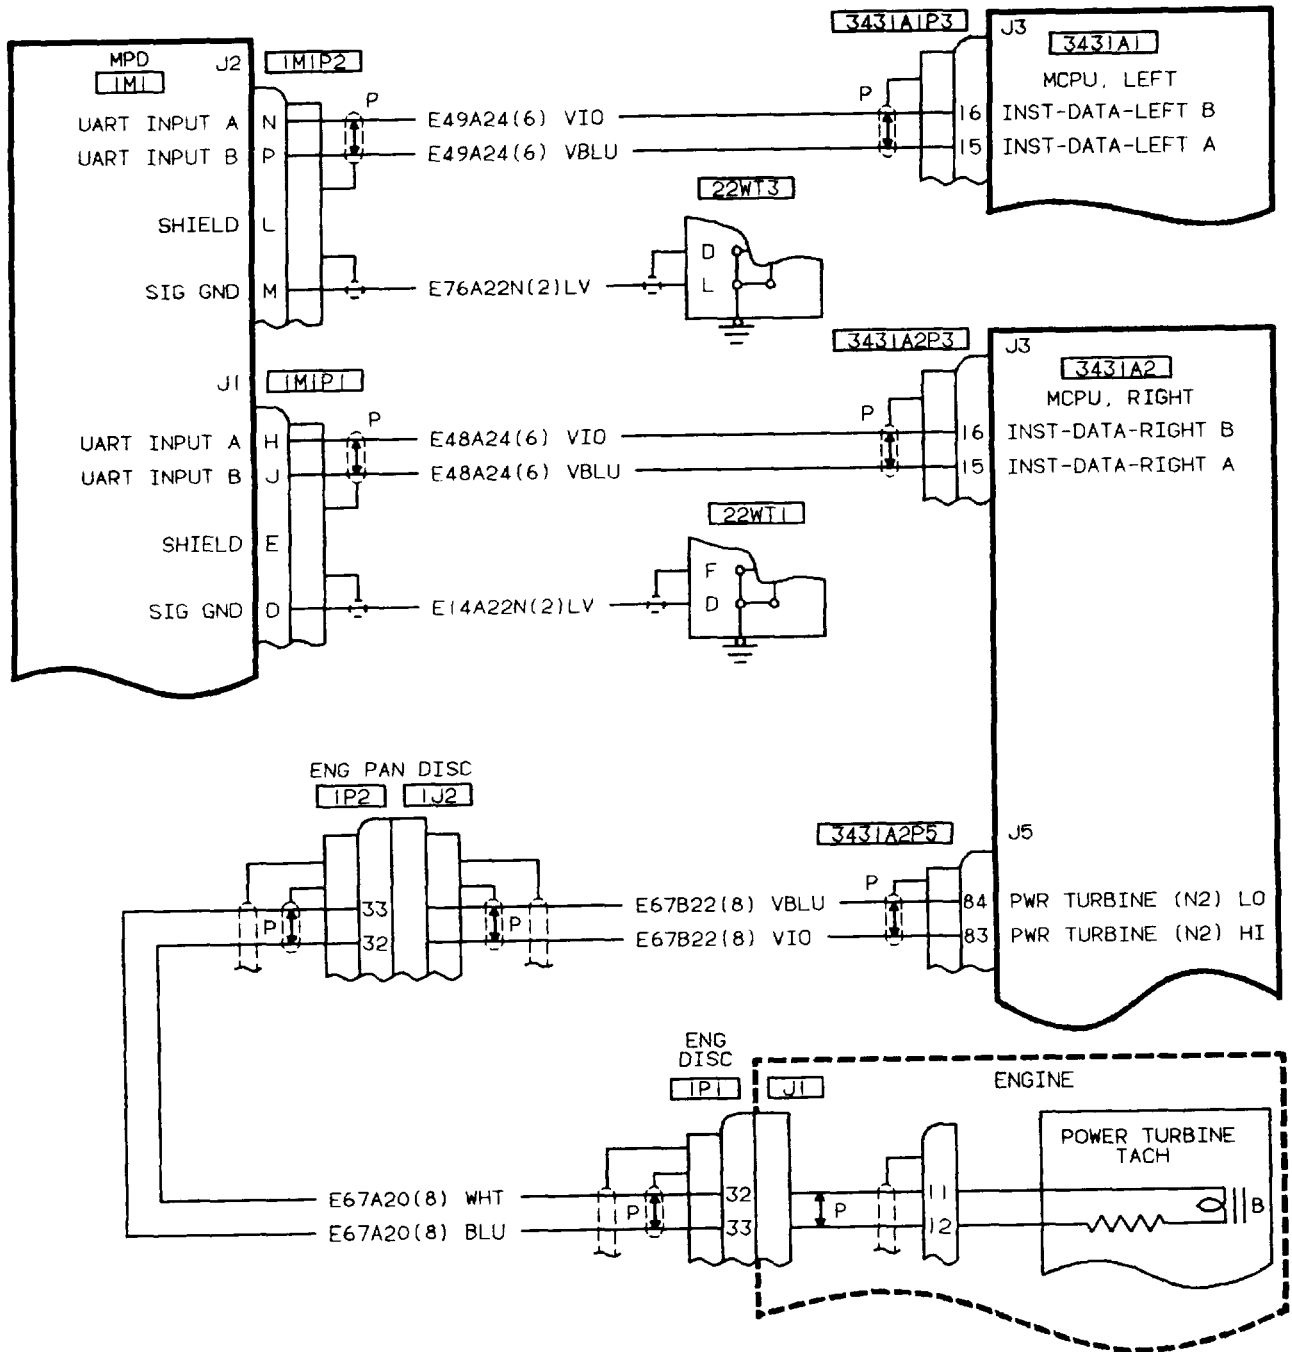 MPD
1M1
J2
1M1P2
UART INPUT A N
UART INPUT B P
SHIELD L
SIG GND M
P
E49A24(6) VIO
E49A24(6) VBLU
E76A22N(2)LV
22WT3
D
L
3431A1P3
P
16
15
J3
3431A1
MCPU, LEFT
INST-DATA-LEFT B
INST-DATA-LEFT A
J1
1M1P1
UART INPUT A H
UART INPUT B J
SHIELD E
SIG GND D
P
E48A24(6) VIO
E48A24(6) VBLU
E14A22N(2)LV
22WT1
F
D
3431A2P3
P
16
15
J3
3431A2
MCPU, RIGHT
INST-DATA-RIGHT B
INST-DATA-RIGHT A
ENG PAN DISC
1P2
1J2
P
33
32
P
E67B22(8) VBLU
E67B22(8) VIO
3431A2P5
J5
P
84 PWR TURBINE (N2) LO
83 PWR TURBINE (N2) HI
ENG
DISC
1P1
J1
E67A20(8) WHT
E67A20(8) BLU
P
32
33
P
11
12
ENGINE
POWER TURBINE
TACH
B